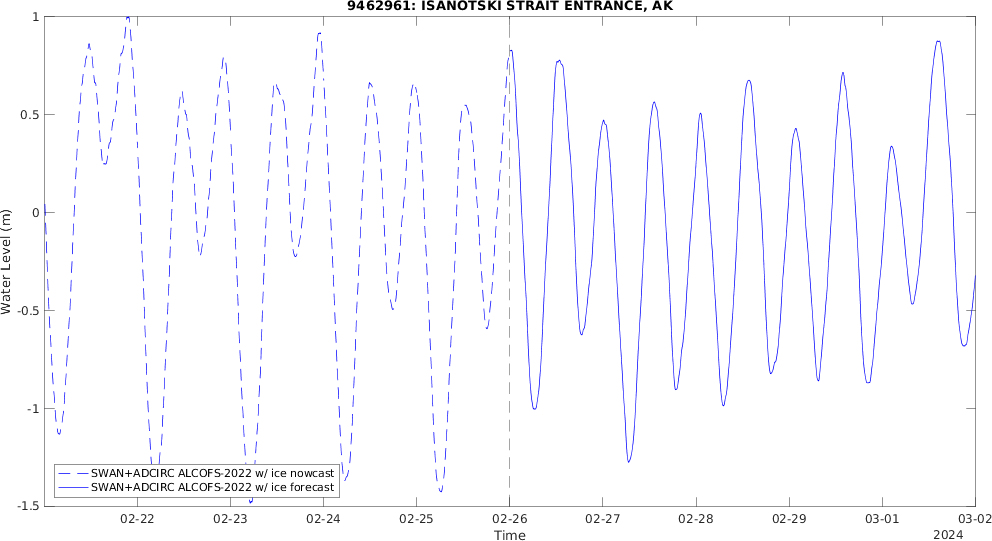 9462961: ISANOTSKI STRAIT ENTRANCE, AK
1
0.5
0
-0.5
-1
-1.5
Water Level (m)
SWAN+ADCIRC ALCOFS-2022 w/ ice nowcast
SWAN+ADCIRC ALCOFS-2022 w/ ice forecast
02-22 02-23 02-24 02-25 02-26 02-27 02-28 02-29 03-01 03-02
Time
2024